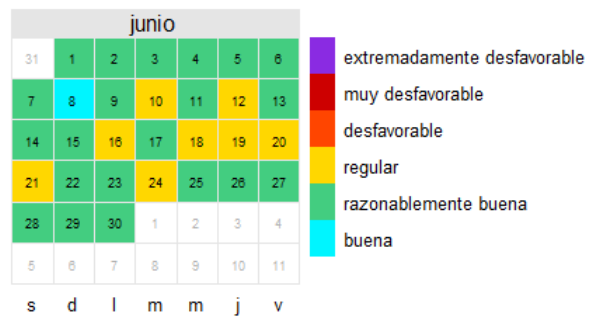 junio
31 1 2 3 4 5 6
7 8 9 10 11 12 13
14 15 16 17 18 19 20
21 22 23 24 25 26 27
28 29 30 1 2 3 4
5 6 7 8 9 10 11
s d l m m j v
extremadamente desfavorable
muy desfavorable
desfavorable
regular
razonablemente buena
buena